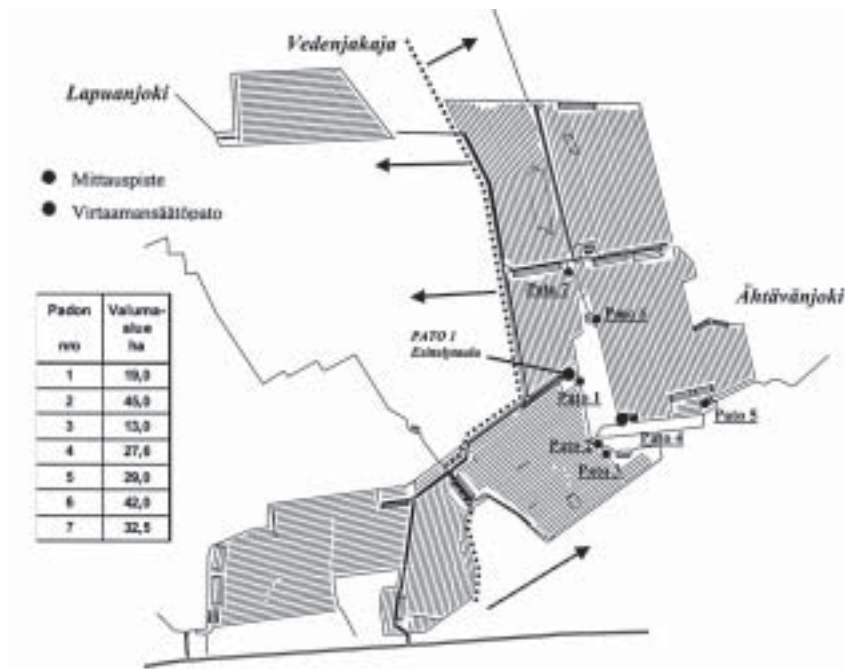 Vedenjakaja
Lapuanjoki
Mittauspiste
Virtaamansäätöpato
Ähtävänjoki
Padon
nro
Valuma-
alue
ha
1 19,0
2 45,0
3 13,0
4 27,6
5 29,0
6 42,0
7 32,5
PATO 1
Pato 7
Pato 6
Pato 1
Pato 5
Pato 2
Pato 4
Pato 3